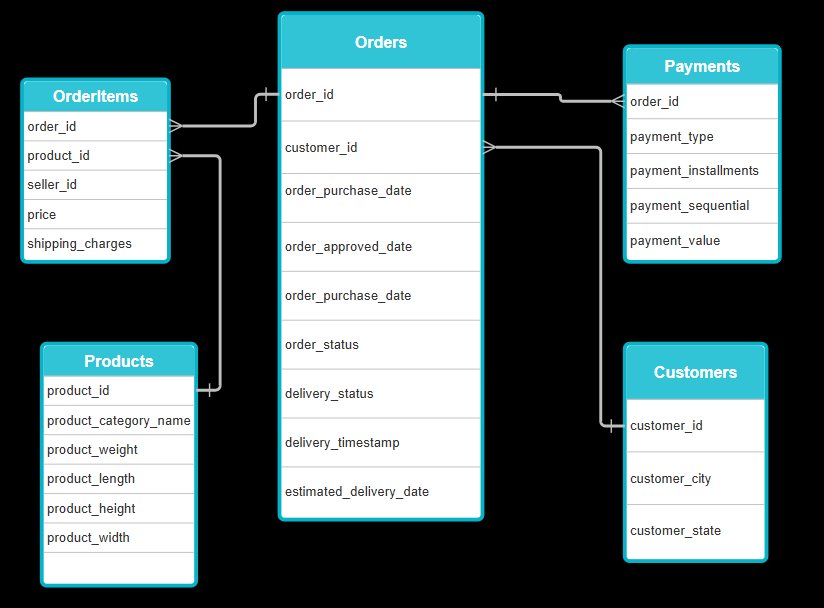 OrderItems
order_id
product_id
seller_id
price
shipping_charges
Products
product_id
product_category_name
product_weight
product_length
product_height
product_width
Orders
order_id
customer_id
order_purchase_date
order_approved_date
order_purchase_date
order_status
delivery_status
delivery_timestamp
estimated_delivery_date
Payments
order_id
payment_type
payment_installments
payment_sequential
payment_value
Customers
customer_id
customer_city
customer_state